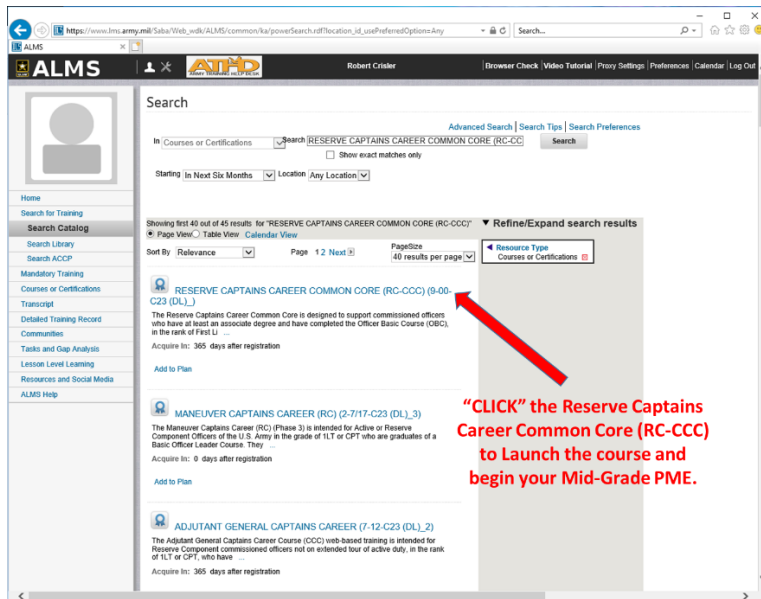 https://www.lms.army.mil/Saba/Web_wdk/ALMS/common/ka/powerSearch.rdf?location_id_usePreferredOption=Any
Search...
ALMS
ALMS
ATHD
ARMY TRAINING HELP DESK
Robert Crisler
Browser Check | Video Tutorial | Proxy Settings | Preferences | Calendar | Log Out
Home
Search for Training
Search Catalog
Search Library
Search ACCP
Mandatory Training
Courses or Certifications
Transcript
Detailed Training Record
Communities
Tasks and Gap Analysis
Lesson Level Learning
Resources and Social Media
ALMS Help
Search
Advanced Search | Search Tips | Search Preferences
In Courses or Certifications Search RESERVE CAPTAINS CAREER COMMON CORE (RC-CC Search
Show exact matches only
Starting In Next Six Months Location Any Location
Showing first 40 out of 45 results for "RESERVE CAPTAINS CAREER COMMON CORE (RC-CCC)"
Page View Table View Calendar View
Sort By Relevance Page 1 2 Next
PageSize
40 results per page
Refine/Expand search results
Resource Type
Courses or Certifications
RESERVE CAPTAINS CAREER COMMON CORE (RC-CCC) (9-00-
C23 (DL)_)
The Reserve Captains Career Common Core is designed to support commissioned officers
who have at least an associate degree and have completed the Officer Basic Course (OBC),
in the rank of First Li ...
Acquire In: 365 days after registration
Add to Plan
MANEUVER CAPTAINS CAREER (RC) (2-7/17-C23 (DL)_3)
The Maneuver Captains Career (RC) (Phase 3) is intended for Active or Reserve
Component Officers of the U.S. Army in the grade of 1LT or CPT who are graduates of a
Basic Officer Leader Course. They ...
Acquire In: 0 days after registration
Add to Plan
ADJUTANT GENERAL CAPTAINS CAREER (7-12-C23 (DL)_2)
The Adjutant General Captains Career Course (CCC) web-based training is intended for
Reserve Component commissioned officers not on extended tour of active duty, in the rank
of 1LT or CPT, who have ...
Acquire In: 365 days after registration
“CLICK” the Reserve Captains
Career Common Core (RC-CCC)
to Launch the course and
begin your Mid-Grade PME.